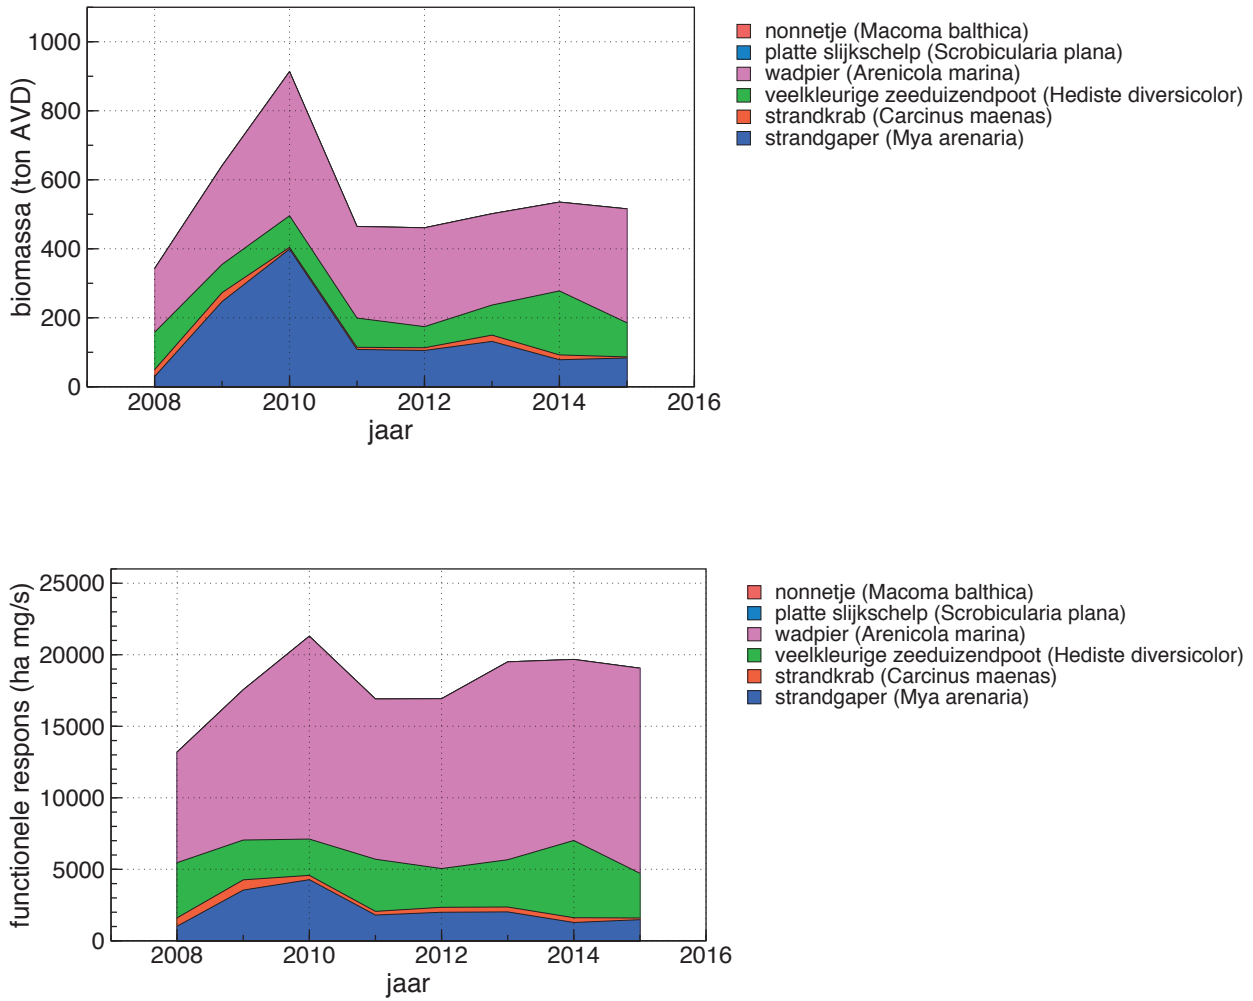 1000
800
600
400
200
0
biomassa (ton AVD)
2008 2010 2012 2014 2016
jaar
nonnetje (Macoma balthica)
platte slijkschelp (Scrobicularia plana)
wadpier (Arenicola marina)
veelkleurige zeeduizendpoot (Hediste diversicolor)
strandkrab (Carcinus maenas)
strandgaper (Mya arenaria)
25000
20000
15000
10000
5000
0
functionele respons (ha mg/s)
2008 2010 2012 2014 2016
jaar
nonnetje (Macoma balthica)
platte slijkschelp (Scrobicularia plana)
wadpier (Arenicola marina)
veelkleurige zeeduizendpoot (Hediste diversicolor)
strandkrab (Carcinus maenas)
strandgaper (Mya arenaria)